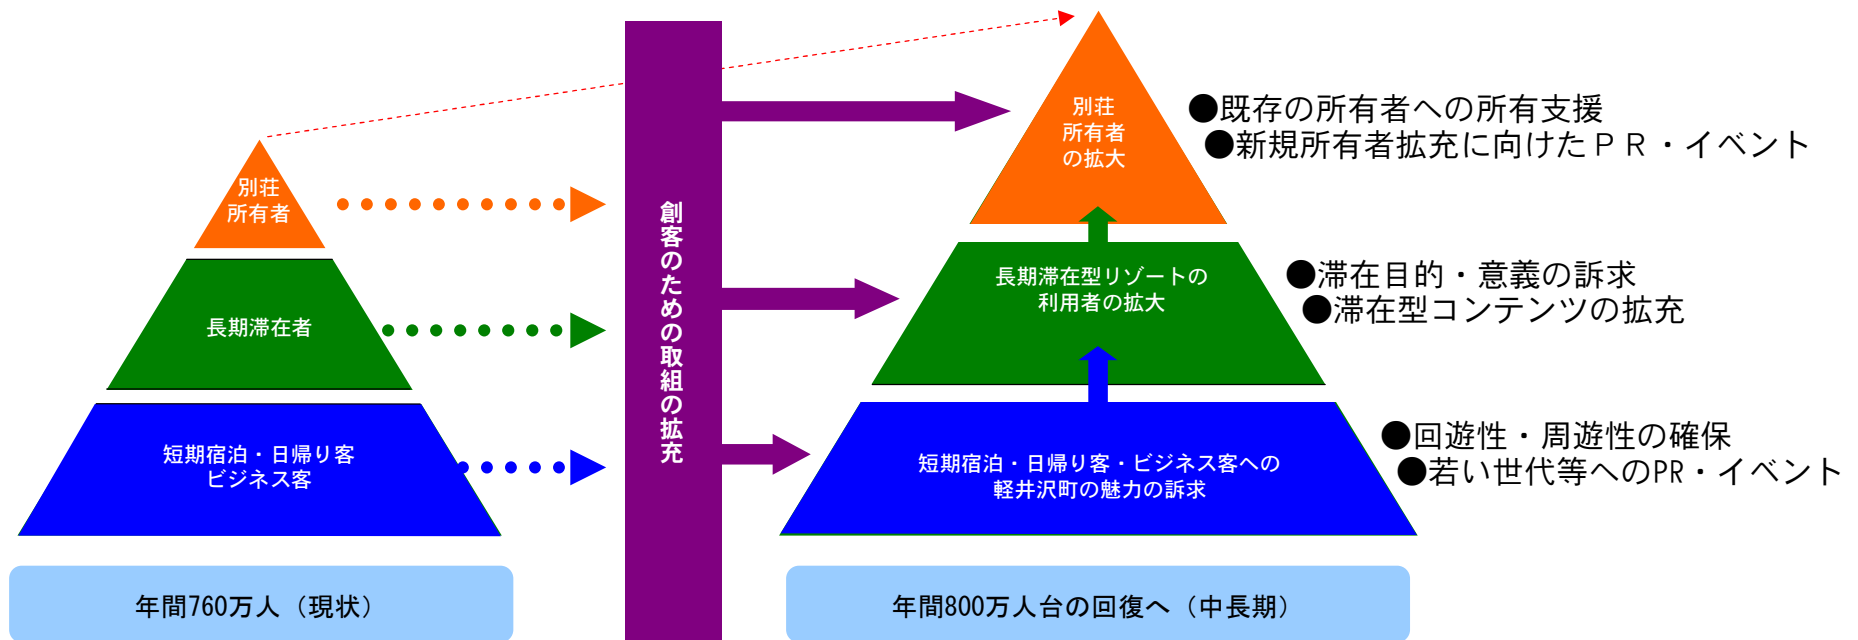 別荘
所有者
長期滞在者
短期宿泊・日帰り客
ビジネス客
年間760万人（現状）
創客のための取組の拡充
別荘
所有者
の拡大
●既存の所有者への所有支援
●新規所有者拡充に向けたＰＲ・イベント
長期滞在型リゾートの
利用者の拡大
●滞在目的・意義の訴求
●滞在型コンテンツの拡充
短期宿泊・日帰り客・ビジネス客への
軽井沢町の魅力の訴求
●回遊性・周遊性の確保
●若い世代等へのPR・イベント
年間800万人台の回復へ（中長期）